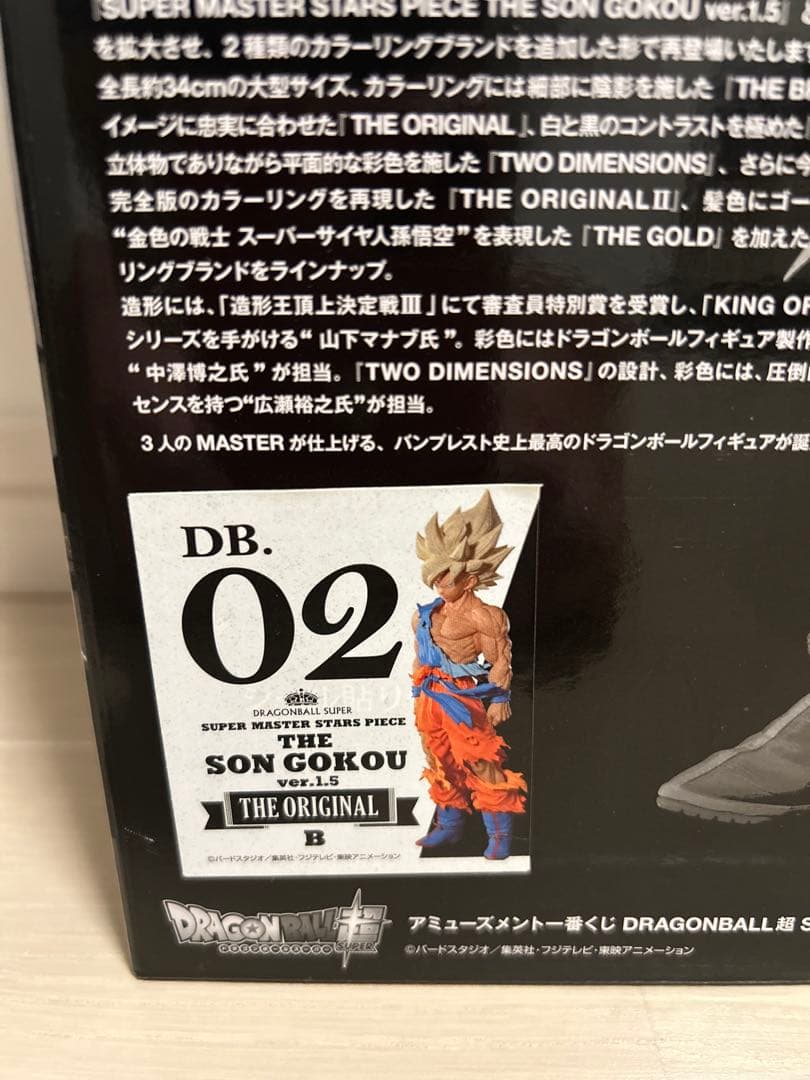 『SUPER MASTER STARS PIECE THE SON GOKOU ver.1.5』
を拡大させ、2種類のカラーリングブランドを追加した形で再登場いたします
全長約34cmの大型サイズ、カラーリングには細部に陰影を施した『THE B
イメージに忠実に合わせた『THE ORIGINAL』、白と黒のコントラストを極めた
立体物でありながら平面的な彩色を施した『TWO DIMENSIONS』、さらに今
完全版のカラーリングを再現した『THE ORIGINALⅡ』、髪色にゴー
“金色の戦士 スーパーサイヤ人孫悟空”を表現した『THE GOLD』を加えた
リングブランドをラインナップ。
造形には、「造形王頂上決定戦Ⅲ」にて審査員特別賞を受賞し、「KING OF
シリーズを手がける“山下マナブ氏”。彩色にはドラゴンボールフィギュア製作
“中澤博之氏”が担当。『TWO DIMENSIONS』の設計、彩色には、圧倒
センスを持つ“広瀬裕之氏”が担当。
3人のMASTERが仕上げる、バンプレスト史上最高のドラゴンボールフィギュアが誕
DB.
02
DRAGONBALL SUPER
SUPER MASTER STARS PIECE
THE
SON GOKOU
ver.1.5
THE ORIGINAL
B
©バードスタジオ／集英社・フジテレビ・東映アニメーション
DRAGONBALL超
SUPER
アミューズメント一番くじ DRAGONBALL超 S
©バードスタジオ／集英社・フジテレビ・東映アニメーション